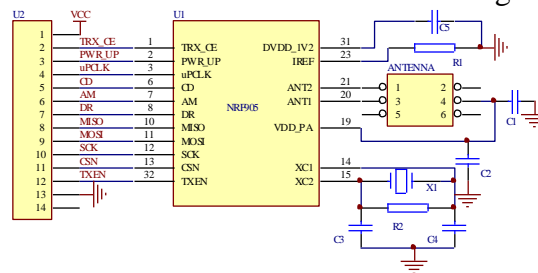 U2 VCC U1
1
2 TRX_CE 1 TRX_CE DVDD_1V2 31 C5
3 PWR_UP 2 PWR_UP IREF 23 R1
4 uPCLK 3 uPCLK ANTENNA
5 CD 6 CD ANT2 21 1 2
6 AM 7 AM ANT1 20 3 4
7 DR 8 DR NRF905 5 6 C1
8 MISO 10 MISO VDD_PA 19
9 MOSI 11 MOSI
10 SCK 12 SCK C2
11 CSN 13 CSN XC1 14
12 TXEN 32 TXEN XC2 15 X1
13
14 R2
C3 C4